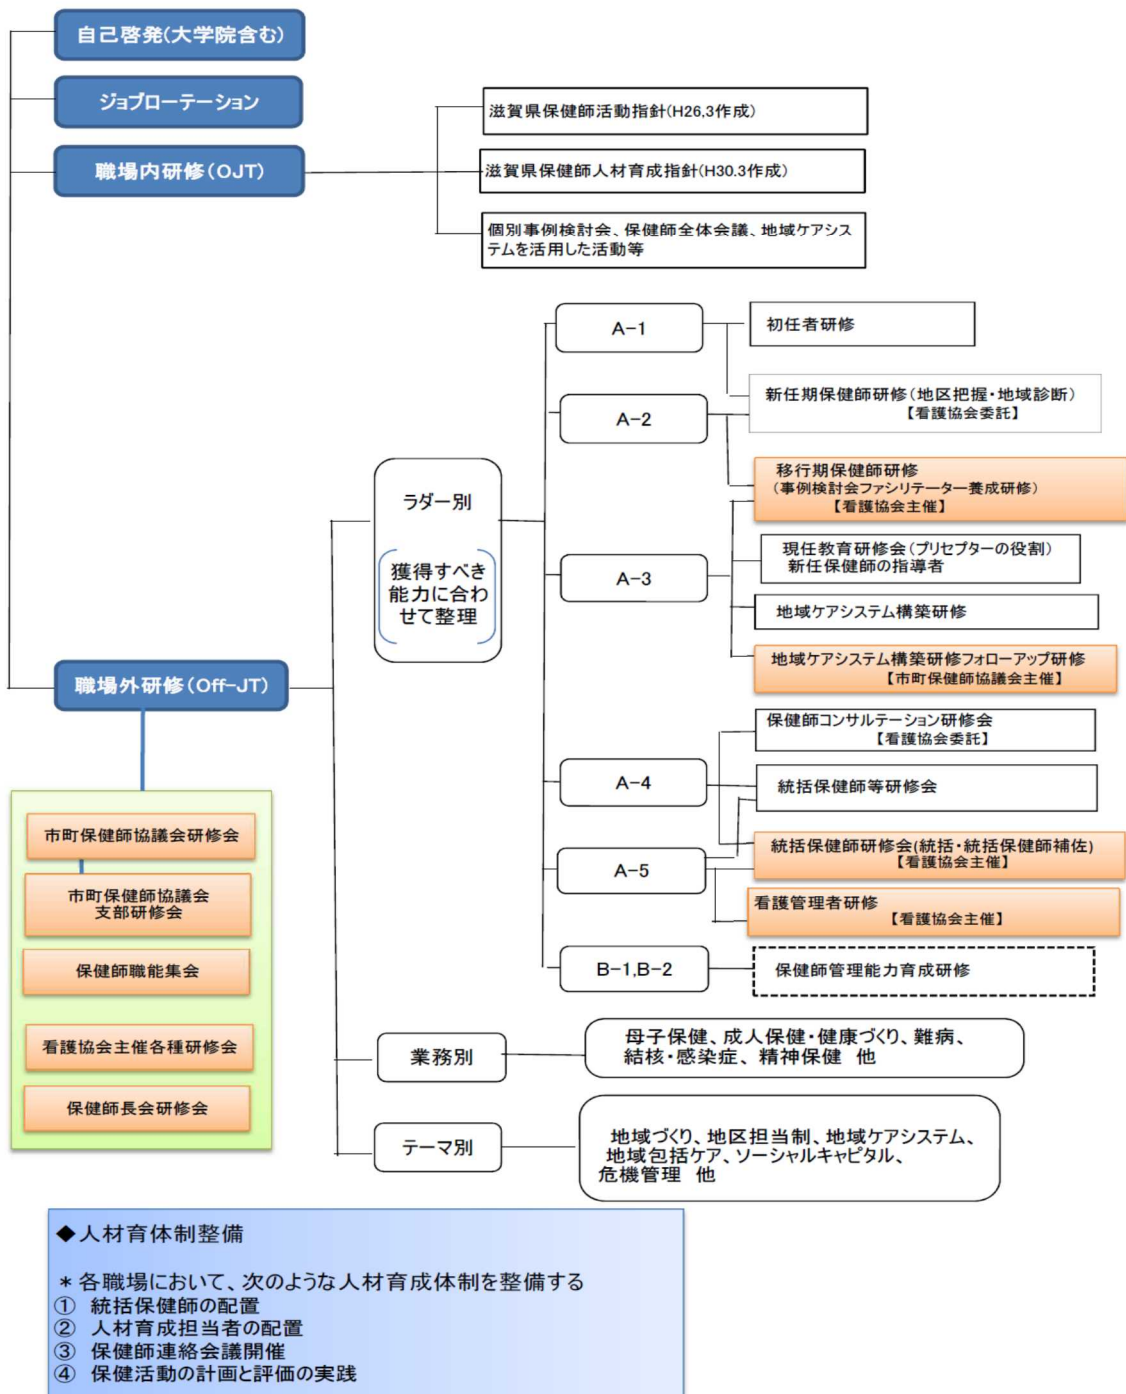 自己啓発(大学院含む)
ジョブローテーション
職場内研修(OJT)
滋賀県保健師活動指針(H26,3作成)
滋賀県保健師人材育成指針(H30.3作成)
個別事例検討会、保健師全体会議、地域ケアシス
テムを活用した活動等
職場外研修(Off-JT)
市町保健師協議会研修会
市町保健師協議会
支部研修会
保健師職能集会
看護協会主催各種研修会
保健師長会研修会
ラダー別
獲得すべき
能力に合わ
せて整理
A-1
初任者研修
新任期保健師研修(地区把握・地域診断)
【看護協会委託】
A-2
移行期保健師研修
(事例検討会ファシリテーター養成研修)
【看護協会主催】
A-3
現任教育研修会(プリセプターの役割)
新任保健師の指導者
地域ケアシステム構築研修
地域ケアシステム構築研修フォローアップ研修
【市町保健師協議会主催】
保健師コンサルテーション研修会
【看護協会委託】
A-4
統括保健師等研修会
統括保健師研修会(統括・統括保健師補佐)
【看護協会主催】
A-5
看護管理者研修
【看護協会主催】
B-1,B-2
保健師管理能力育成研修
業務別
母子保健、成人保健・健康づくり、難病、
結核・感染症、精神保健 他
テーマ別
地域づくり、地区担当制、地域ケアシステム、
地域包括ケア、ソーシャルキャピタル、
危機管理 他
◆人材育体制整備
*各職場において、次のような人材育成体制を整備する
① 統括保健師の配置
② 人材育成担当者の配置
③ 保健師連絡会議開催
④ 保健活動の計画と評価の実践